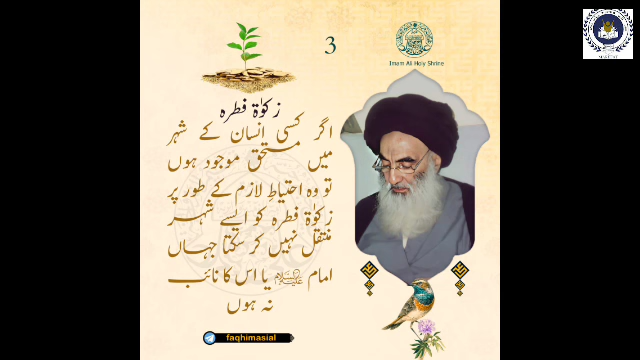 3
Imam Ali Holy Shrine
زکوٰۃ فطرہ
اگر کسی انسان کے شہر
میں مستحق موجود ہوں
تو وہ احتیاطِ لازم کے طور پر
زکوٰۃ فطرہ کو ایسے شہر
منتقل نہیں کر سکتا جہاں
امام علیہ السلام یا اس کا نائب
نہ ہوں
faqhimasial